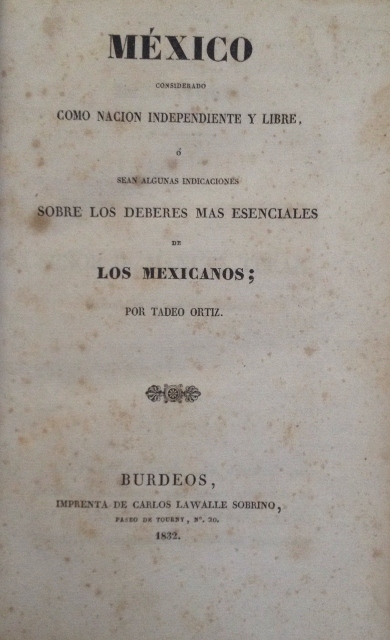 MÉXICO
CONSIDERADO
COMO NACION INDEPENDIENTE Y LIBRE,
ó
SEAN ALGUNAS INDICACIONES
SOBRE LOS DEBERES MAS ESENCIALES
DE
LOS MEXICANOS;
POR TADEO ORTIZ.
BURDEOS,
IMPRENTA DE CARLOS LAWALLE SOBRINO,
PASEO DE TOURNY, Nº. 20.
1832.